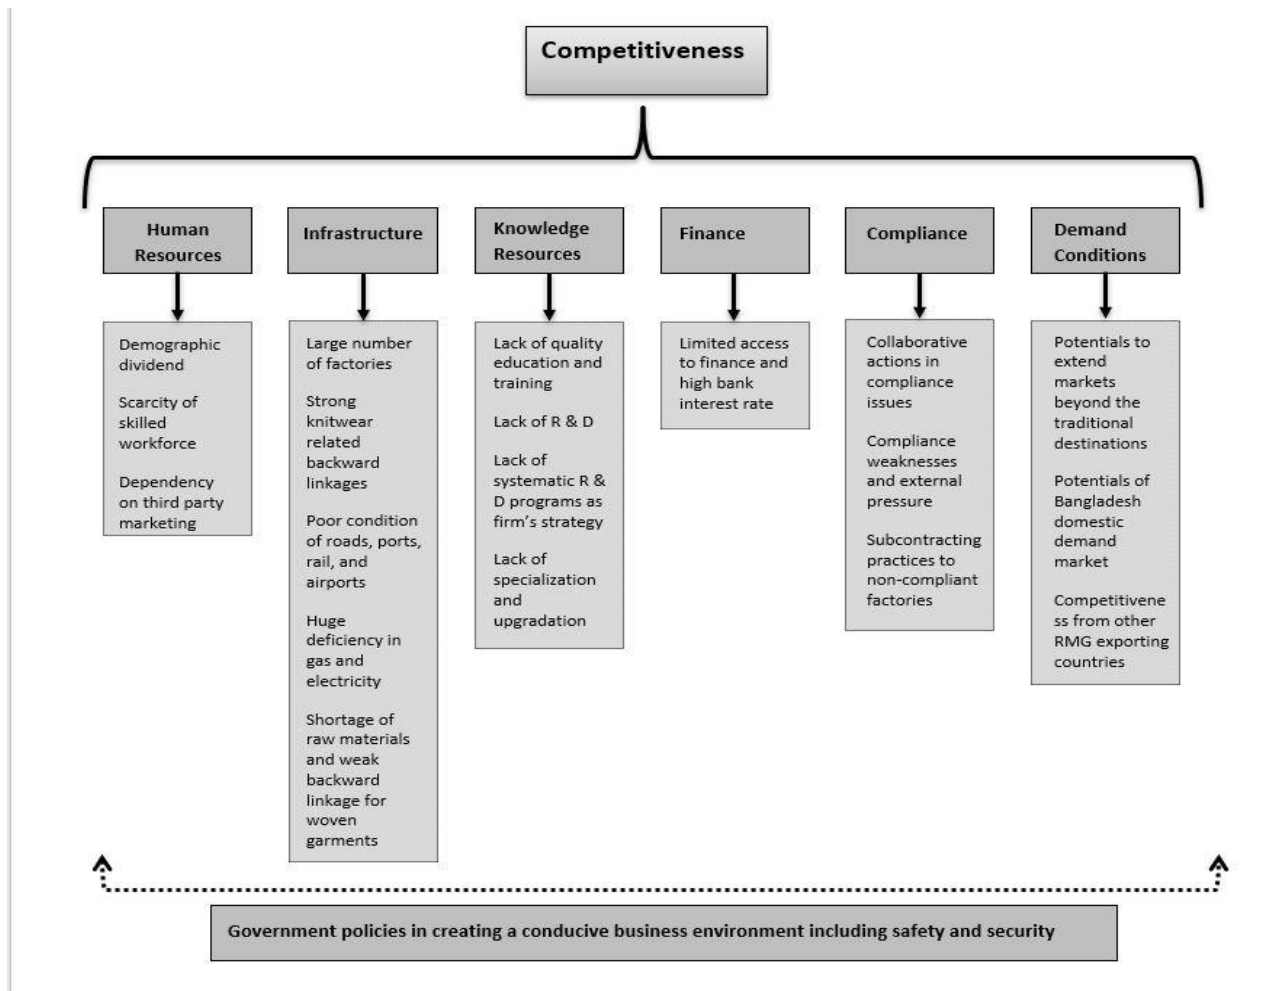 Competitiveness
Human
Resources
Infrastructure
Knowledge
Resources
Finance
Compliance
Demand
Conditions
Demographic
dividend
Scarcity of
skilled
workforce
Dependency
on third party
marketing
Large number
of factories
Strong
knitwear
related
backward
linkages
Poor condition
of roads, ports,
rail, and
airports
Huge
deficiency in
gas and
electricity
Shortage of
raw materials
and weak
backward
linkage for
woven
garments
Lack of quality
education and
training
Lack of R & D
Lack of
systematic R &
D programs as
firm's strategy
Lack of
specialization
and
upgradation
Limited access
to finance and
high bank
interest rate
Collaborative
actions in
compliance
issues
Compliance
weaknesses
and external
pressure
Subcontracting
practices to
non-compliant
factories
Potentials to
extend
markets
beyond the
traditional
destinations
Potentials of
Bangladesh
domestic
demand
market
Competitivene
ss from other
RMG exporting
countries
Government policies in creating a conducive business environment including safety and security